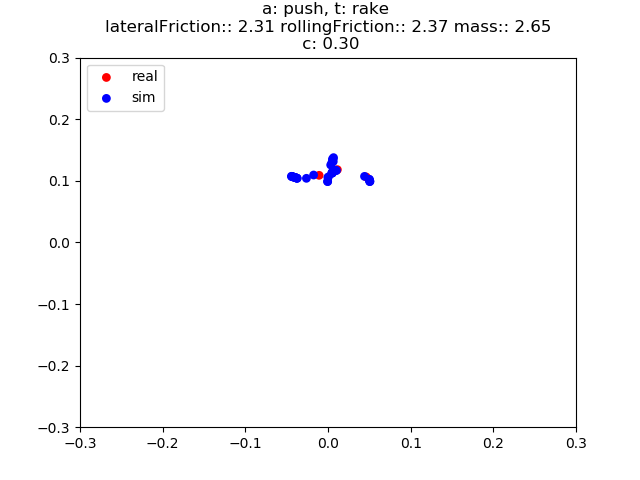 a: push, t: rake
lateralFriction:: 2.31 rollingFriction:: 2.37 mass:: 2.65
c: 0.30
real
sim
0.3
0.2
0.1
0.0
−0.1
−0.2
−0.3
−0.3 −0.2 −0.1 0.0 0.1 0.2 0.3